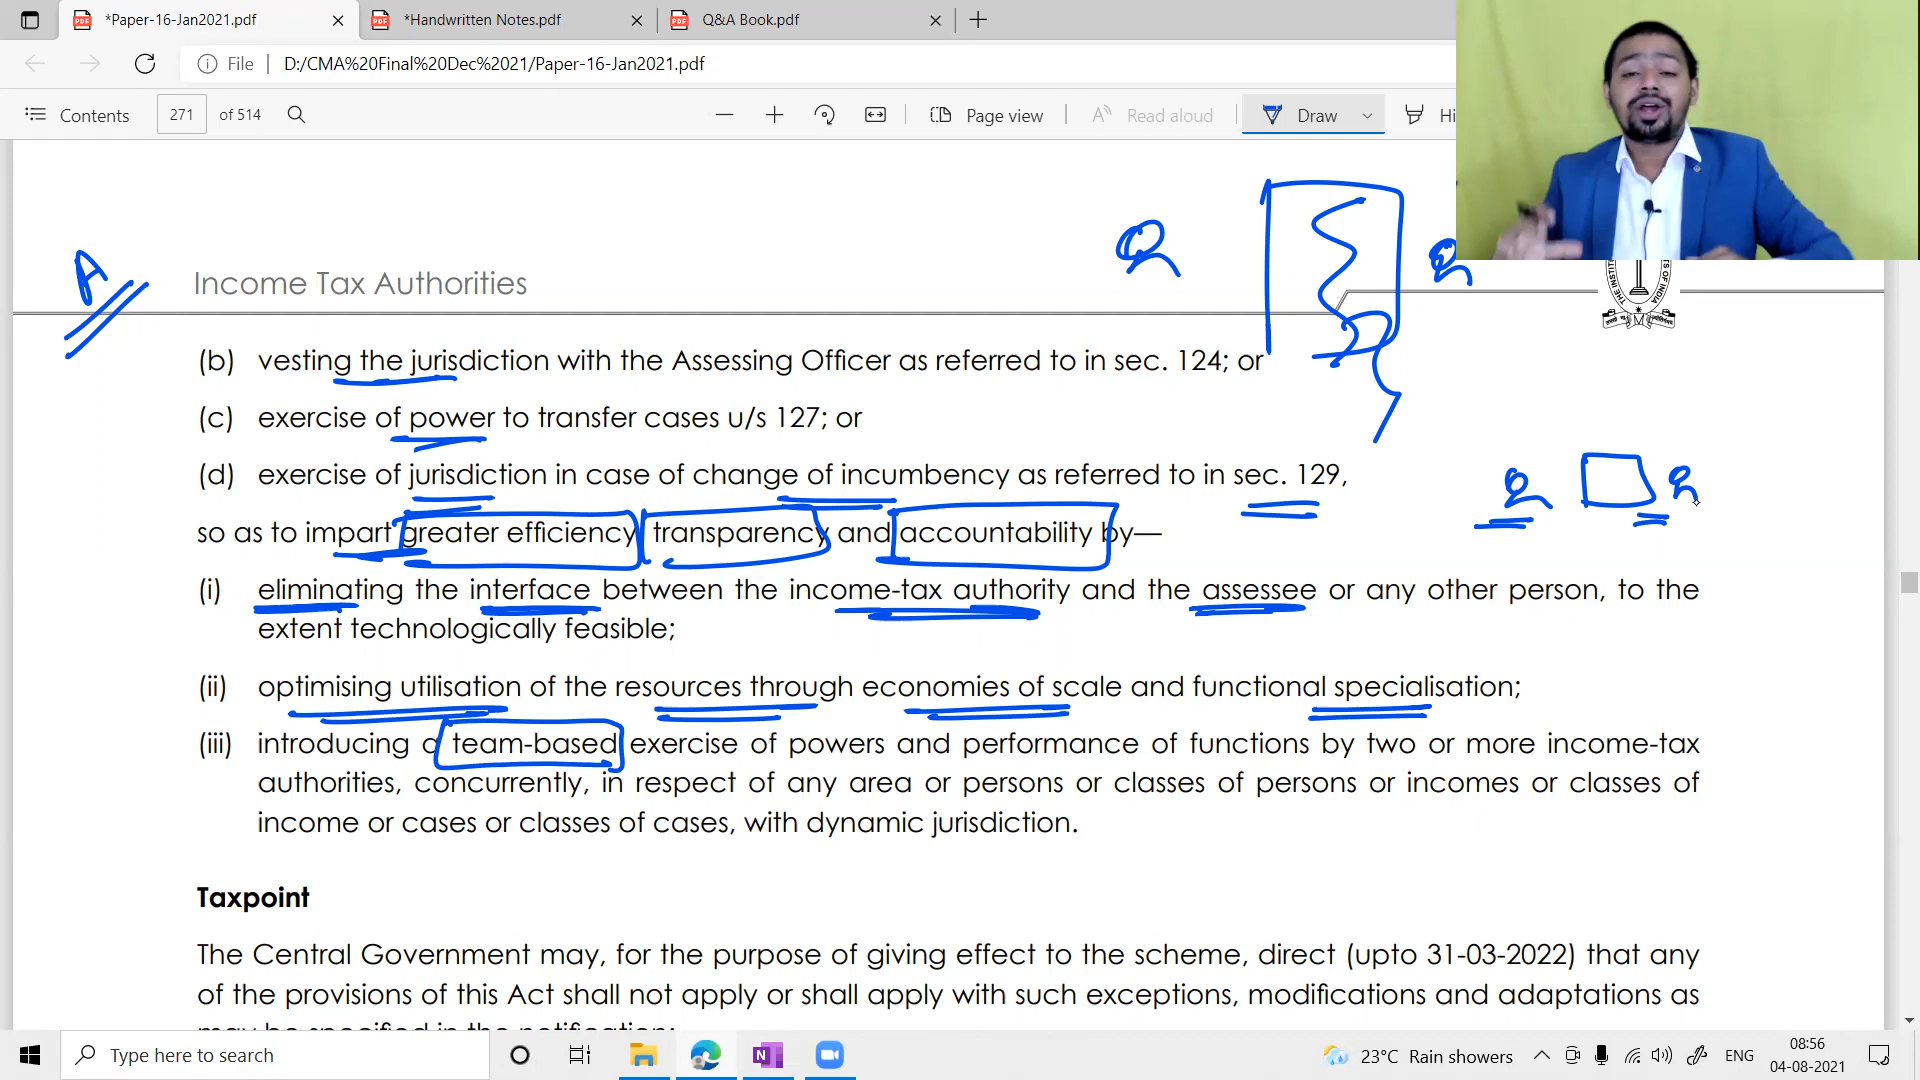 *Paper-16-Jan2021.pdf
*Handwritten Notes.pdf
Q&A Book.pdf
File
D:/CMA%20Final%20Dec%2021/Paper-16-Jan2021.pdf
Contents
271
of 514
Page view
Read aloud
Draw
Hi
A
Income Tax Authorities
(b) vesting the jurisdiction with the Assessing Officer as referred to in sec. 124; or
(c) exercise of power to transfer cases u/s 127; or
(d) exercise of jurisdiction in case of change of incumbency as referred to in sec. 129,
so as to impart greater efficiency transparency and accountability by—
(i) eliminating the interface between the income-tax authority and the assessee or any other person, to the
extent technologically feasible;
(ii) optimising utilisation of the resources through economies of scale and functional specialisation;
(iii) introducing a team-based exercise of powers and performance of functions by two or more income-tax
authorities, concurrently, in respect of any area or persons or classes of persons or incomes or classes of
income or cases or classes of cases, with dynamic jurisdiction.
Taxpoint
The Central Government may, for the purpose of giving effect to the scheme, direct (upto 31-03-2022) that any
of the provisions of this Act shall not apply or shall apply with such exceptions, modifications and adaptations as
may be specified in the notification:
Type here to search
23°C Rain showers
ENG
08:56
04-08-2021